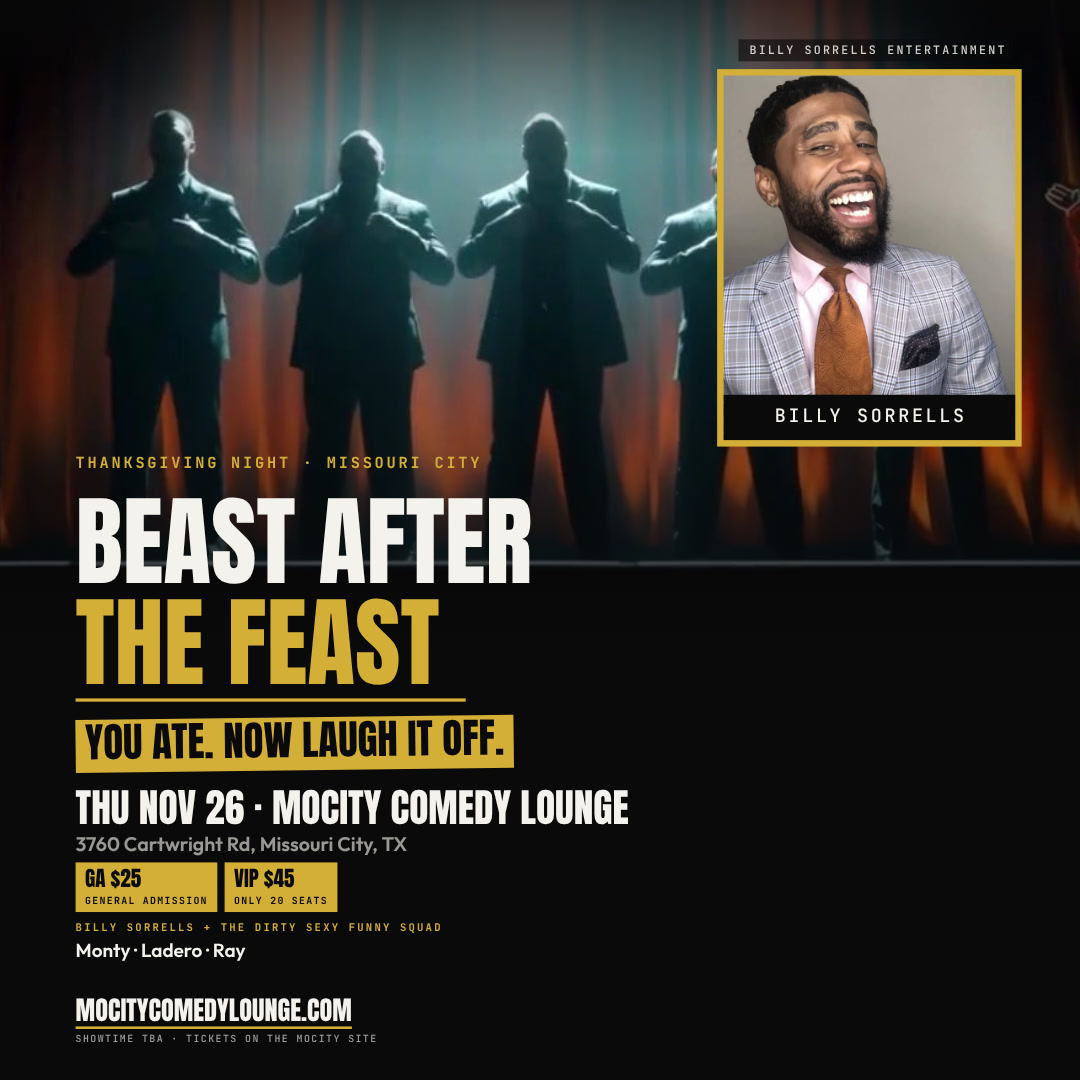 BILLY SORRELLS ENTERTAINMENT
BILLY SORRELLS
THANKSGIVING NIGHT · MISSOURI CITY
BEAST AFTER
THE FEAST
YOU ATE. NOW LAUGH IT OFF.
THU NOV 26 · MOCITY COMEDY LOUNGE
3760 Cartwright Rd, Missouri City, TX
GA $25
GENERAL ADMISSION
VIP $45
ONLY 20 SEATS
BILLY SORRELLS + THE DIRTY SEXY FUNNY SQUAD
Monty · Ladero · Ray
MOCITYCOMEDYLOUNGE.COM
SHOWTIME TBA · TICKETS ON THE MOCITY SITE